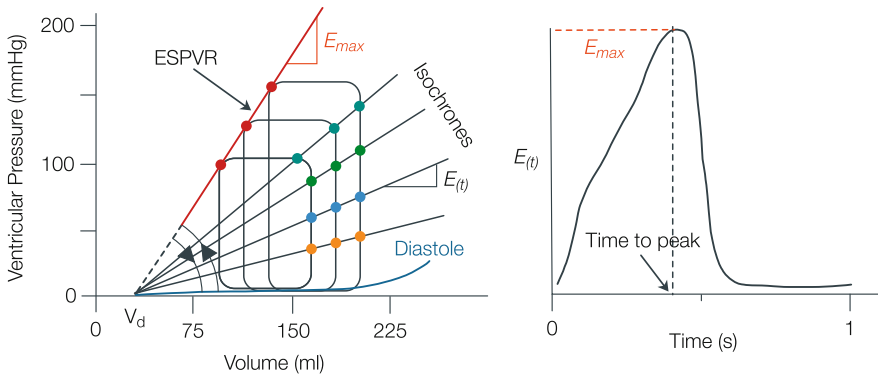 Ventricular Pressure (mmHg)
200
100
0
ESPVR
Emax
Isochrones
E(t)
Diastole
Vd
0
75
150
225
Volume (ml)
E(t)
Emax
Time to peak
0
1
Time (s)